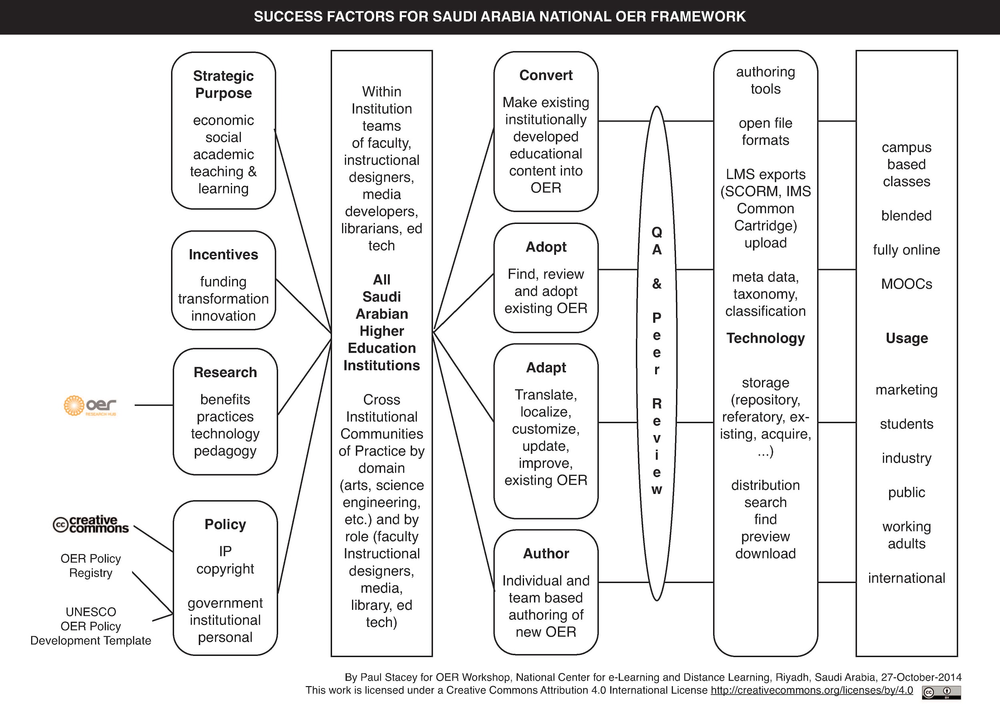 SUCCESS FACTORS FOR SAUDI ARABIA NATIONAL OER FRAMEWORK
Strategic
Purpose
economic
social
academic
teaching &
learning
Incentives
funding
transformation
innovation
oer
RESEARCH HUB
Research
benefits
practices
technology
pedagogy
cc creative
commons
OER Policy
Registry
UNESCO
OER Policy
Development Template
Policy
IP
copyright
government
institutional
personal
Within
Institution
teams
of faculty,
instructional
designers,
media
developers,
librarians, ed
tech
All
Saudi
Arabian
Higher
Education
Institutions
Cross
Institutional
Communities
of Practice by
domain
(arts, science
engineering,
etc.) and by
role (faculty
Instructional
designers,
media,
library, ed
tech)
Convert
Make existing
institutionally
developed
educational
content into
OER
Adopt
Find, review
and adopt
existing OER
Adapt
Translate,
localize,
customize,
update,
improve,
existing OER
Author
Individual and
team based
authoring of
new OER
QA & Peer Review
authoring
tools
open file
formats
LMS exports
(SCORM, IMS
Common
Cartridge)
upload
meta data,
taxonomy,
classification
Technology
storage
(repository,
referatory, ex-
isting, acquire,
...)
distribution
search
find
preview
download
campus
based
classes
blended
fully online
MOOCs
Usage
marketing
students
industry
public
working
adults
international
By Paul Stacey for OER Workshop, National Center for e-Learning and Distance Learning, Riyadh, Saudi Arabia, 27-October-2014
This work is licensed under a Creative Commons Attribution 4.0 International License http://creativecommons.org/licenses/by/4.0
cc BY